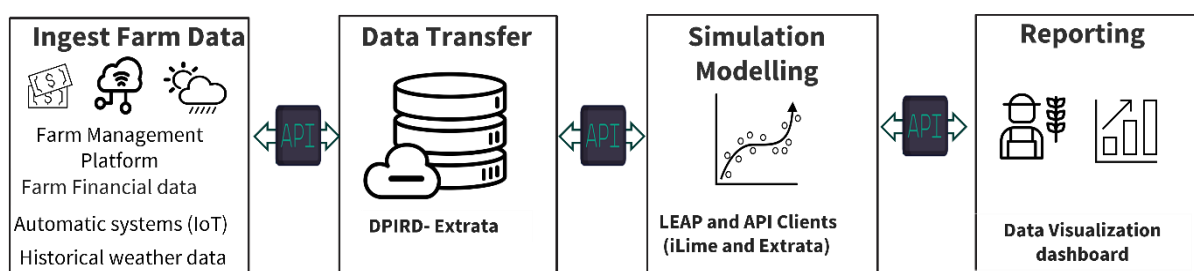 Ingest Farm Data
$
$
Farm Management
Platform
Farm Financial data
Automatic systems (IoT)
Historical weather data
API
Data Transfer
DPIRD- Extrata
API
Simulation
Modelling
LEAP and API Clients
(iLime and Extrata)
API
Reporting
Data Visualization
dashboard